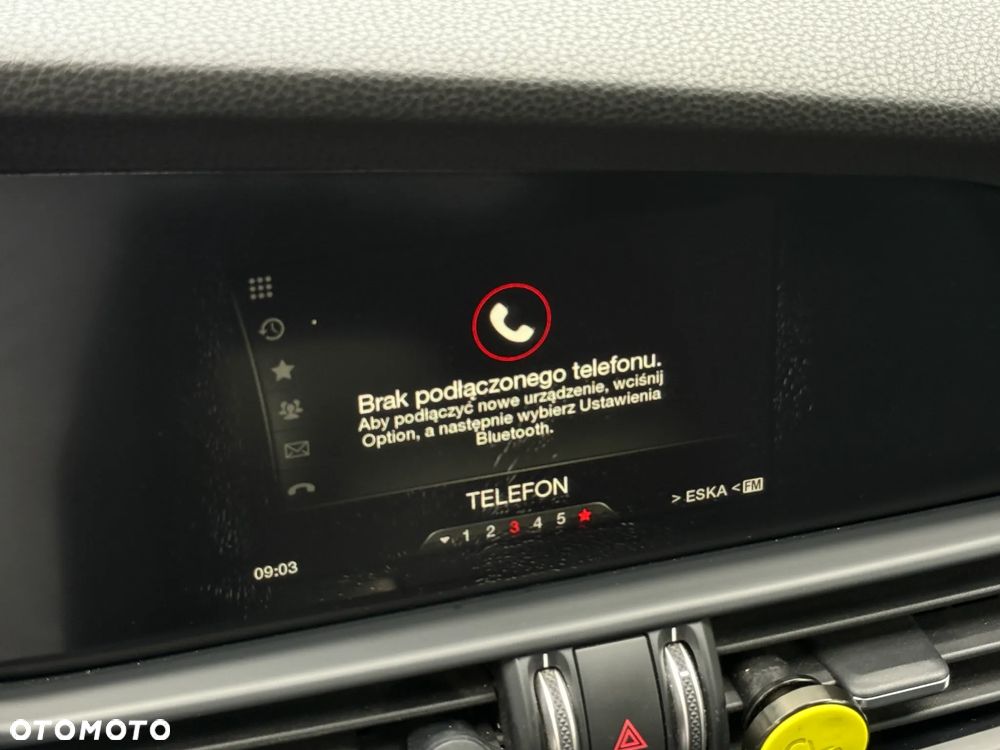 Brak podłączonego telefonu.
Aby podłączyć nowe urządzenie, wciśnij
Option, a następnie wybierz Ustawienia
Bluetooth.
TELEFON
> ESKA < FM
1 2 3 4 5
09:03
OTOMOTO